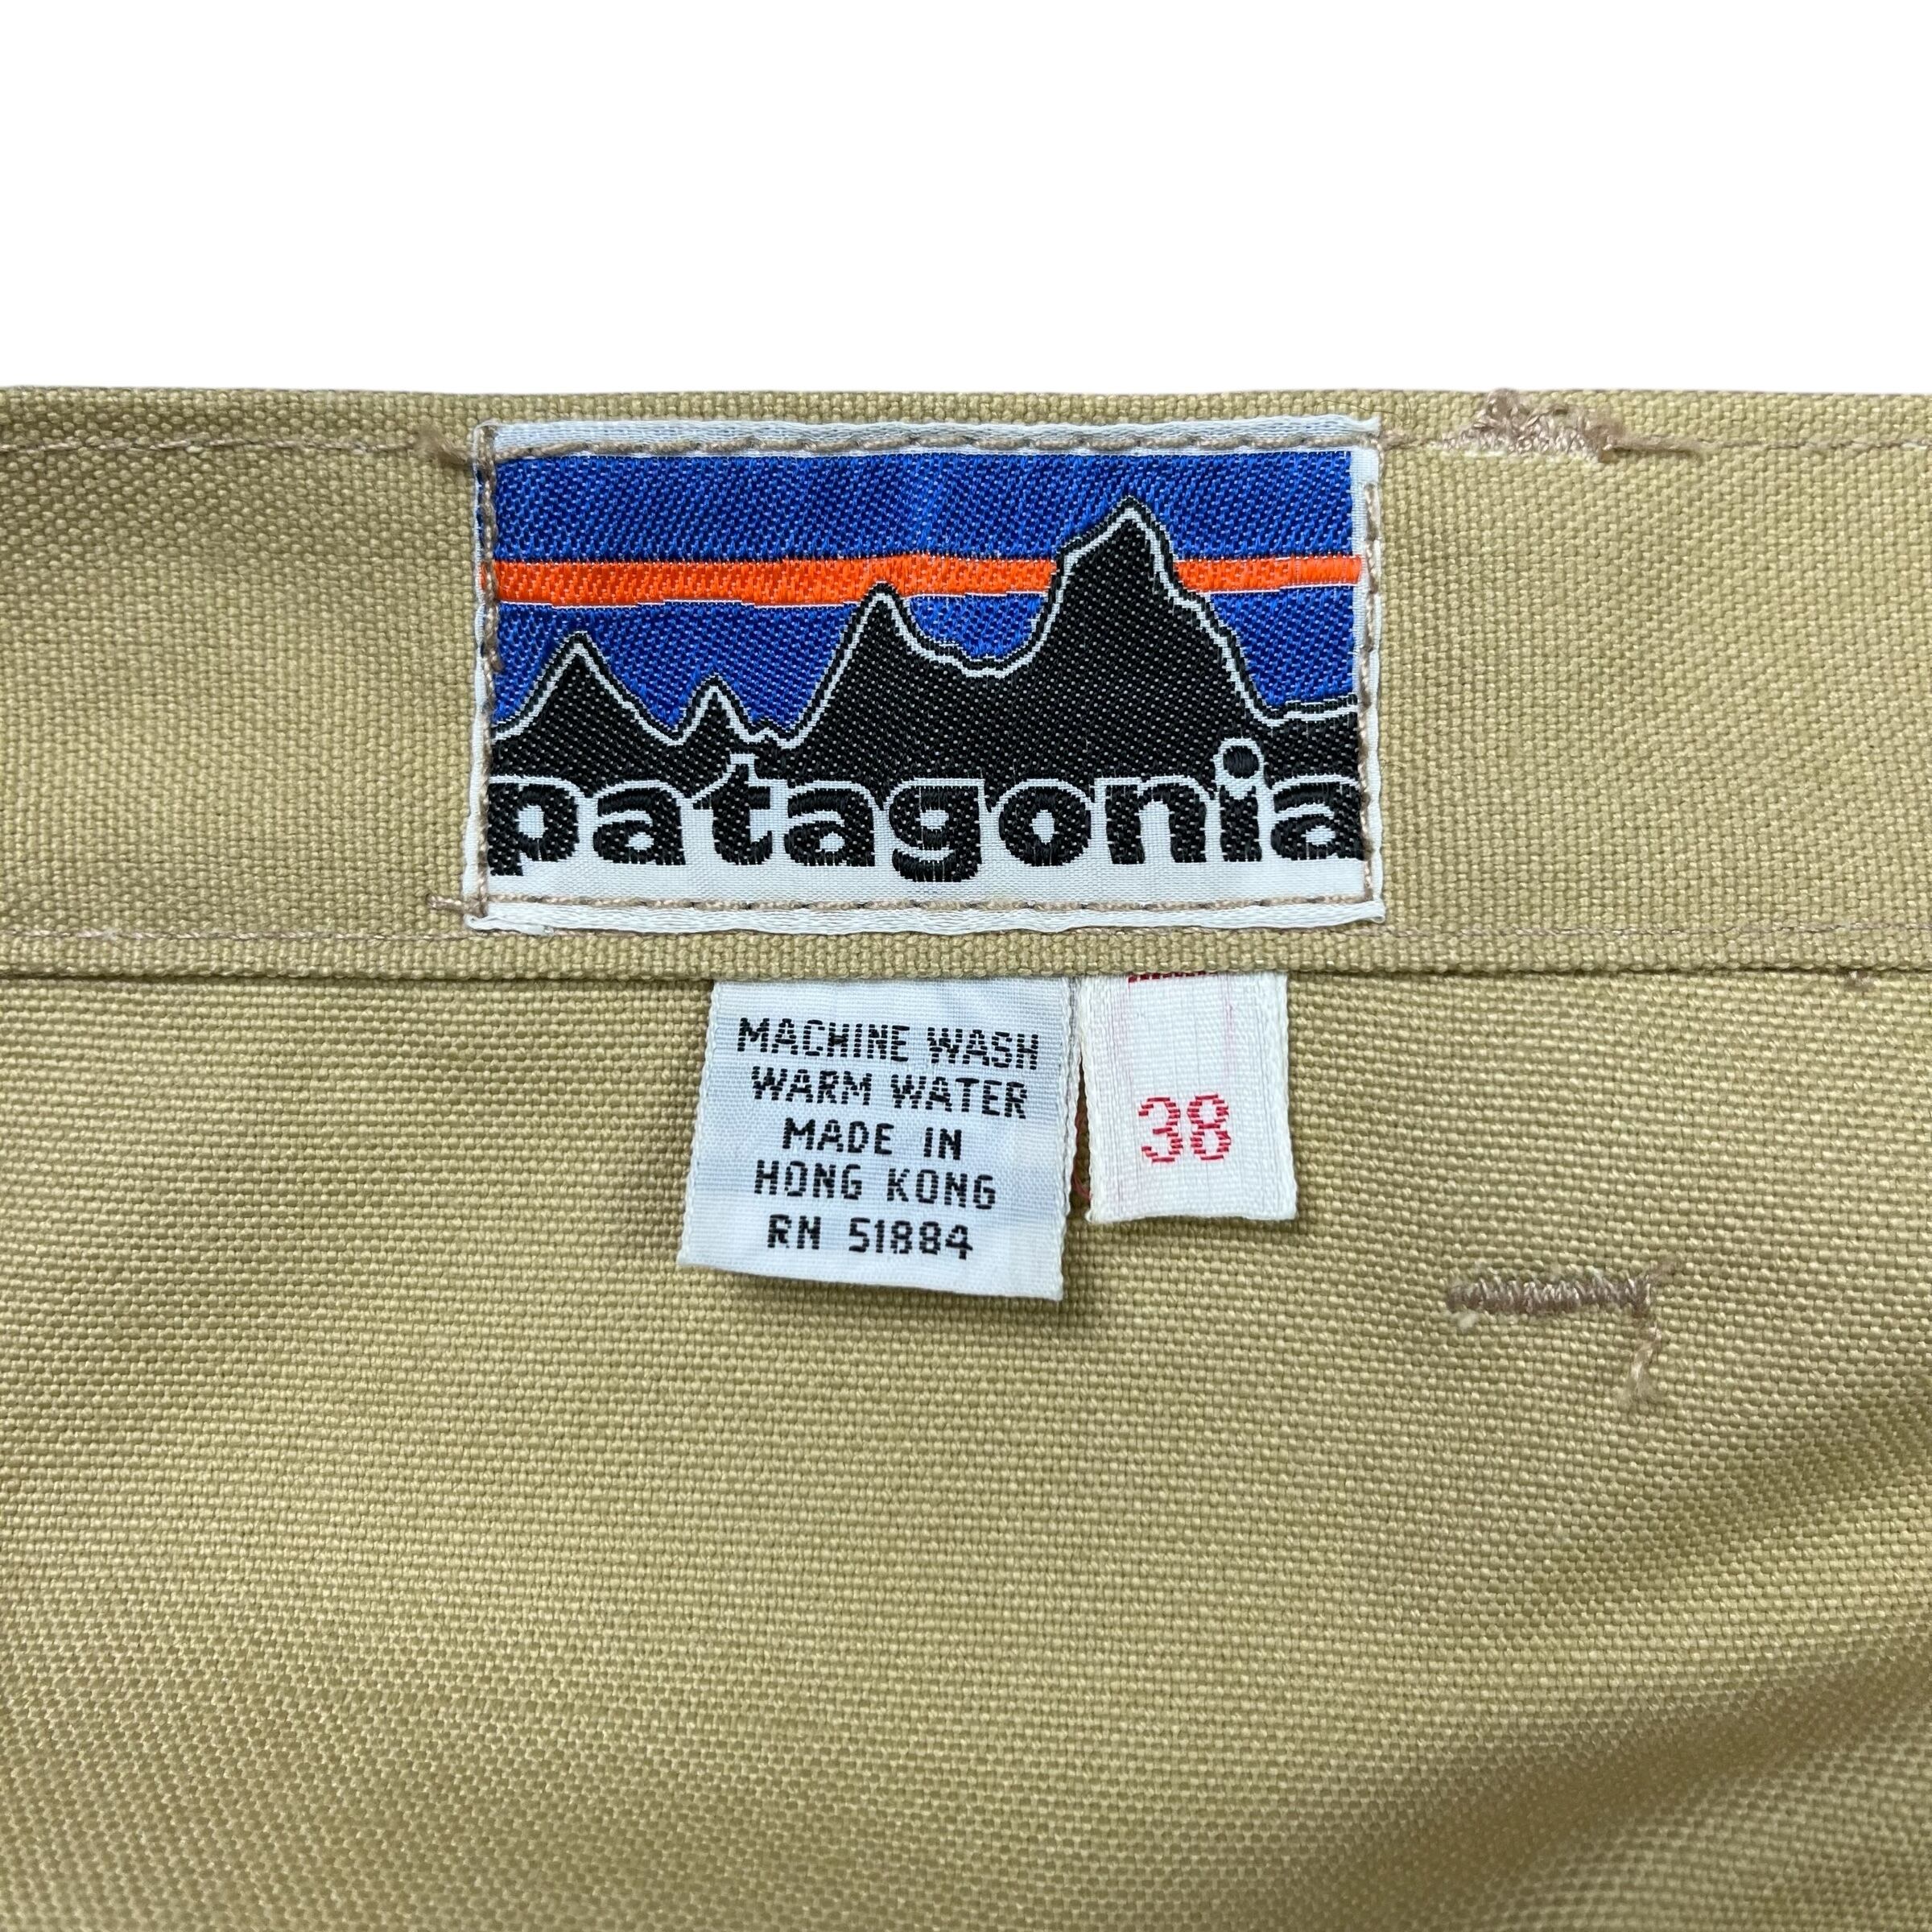 patagonia
MACHINE WASH
WARM WATER
MADE IN
HONG KONG
RN 51884
38